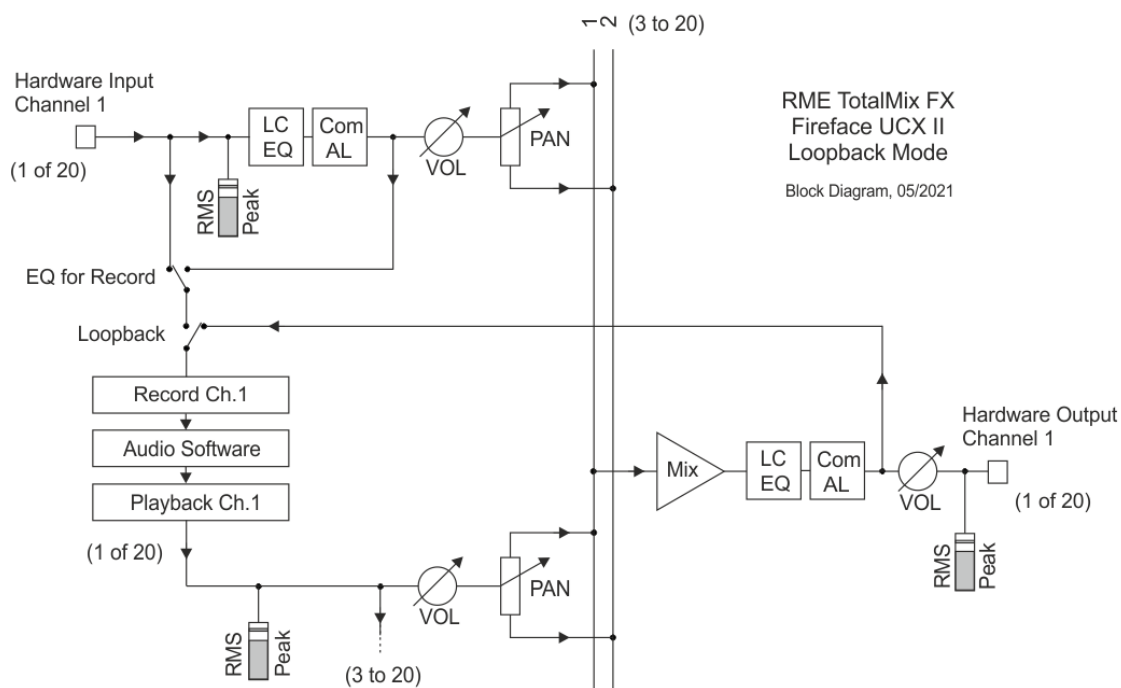 1
2
(3 to 20)
Hardware Input
Channel 1
(1 of 20)
LC
EQ
Com
AL
VOL
PAN
RMS
Peak
RME TotalMix FX
Fireface UCX II
Loopback Mode
Block Diagram, 05/2021
EQ for Record
Loopback
Record Ch.1
Audio Software
Playback Ch.1
(1 of 20)
Mix
LC
EQ
Com
AL
VOL
Hardware Output
Channel 1
(1 of 20)
RMS
Peak
VOL
PAN
RMS
Peak
(3 to 20)